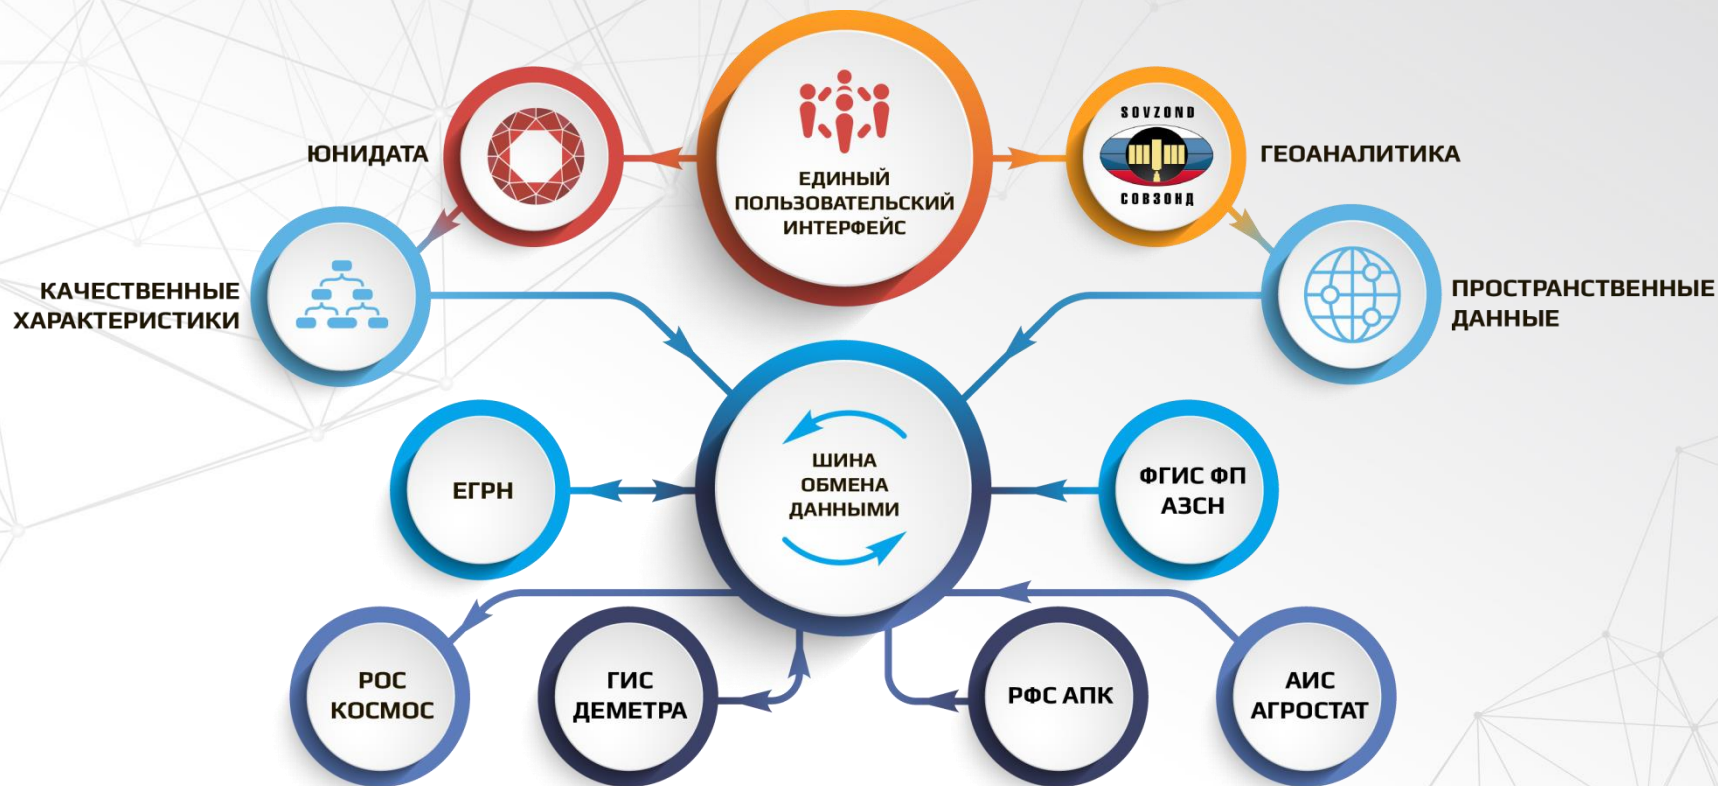 ЕДИНЫЙ
ПОЛЬЗОВАТЕЛЬСКИЙ
ИНТЕРФЕЙС
ЮНИДАТА
SOVZOND
СОВЗОНД
ГЕОАНАЛИТИКА
КАЧЕСТВЕННЫЕ
ХАРАКТЕРИСТИКИ
ПРОСТРАНСТВЕННЫЕ
ДАННЫЕ
ШИНА
ОБМЕНА
ДАННЫМИ
ЕГРН
ФГИС ФП
АЗСН
РОС
КОСМОС
ГИС
ДЕМЕТРА
РФС АПК
АИС
АГРОСТАТ